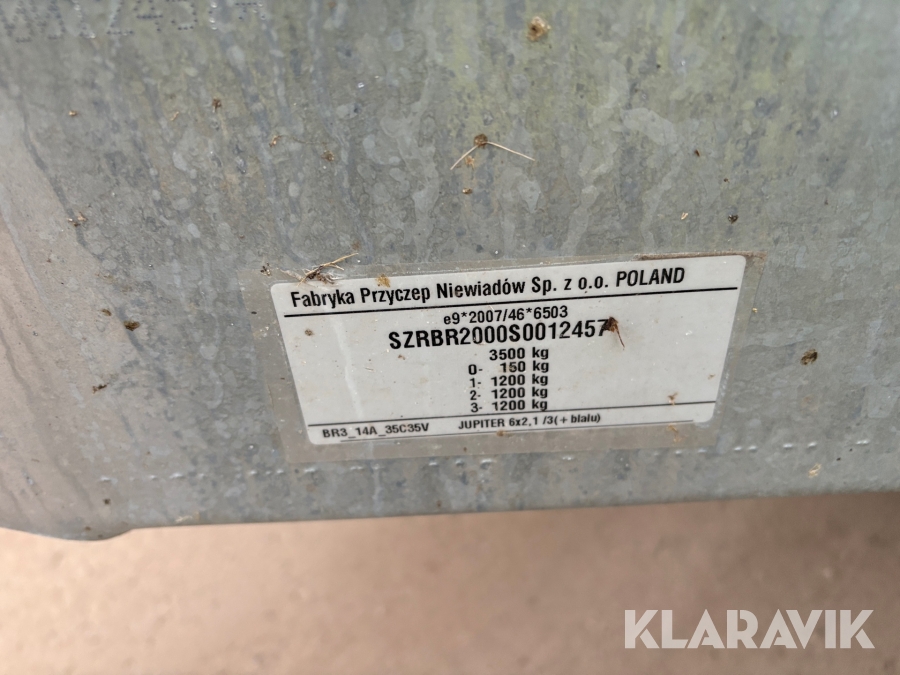 Fabryka Przyczep Niewiadów Sp. z o.o. POLAND
e9*2007/46*6503
SZRBR2000S0012457
3500 kg
0- 150 kg
1- 1200 kg
2- 1200 kg
3- 1200 kg
BR3_14A_35C35V JUPITER 6x2,1 /3(+bialu)
KLARAVIK